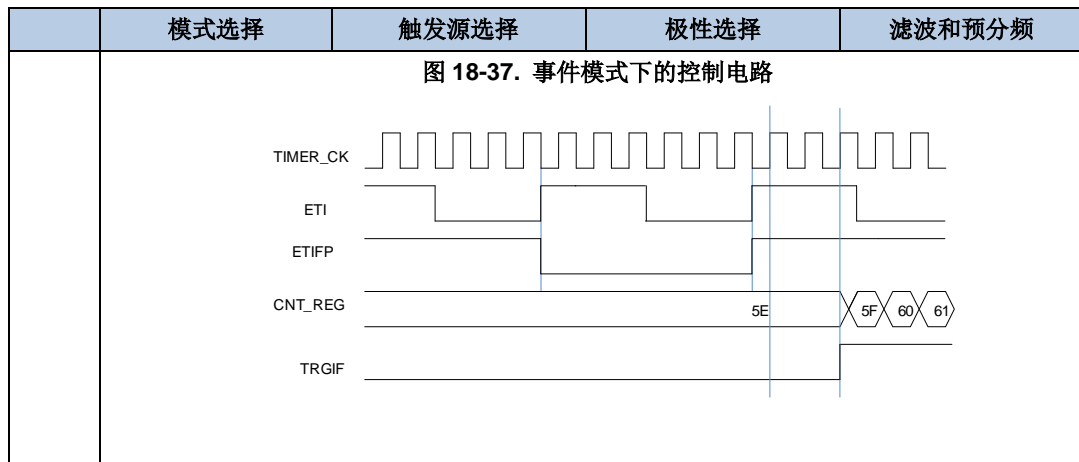 模式选择 触发源选择 极性选择 滤波和预分频
图 18-37. 事件模式下的控制电路
TIMER_CK
ETI
ETIFP
CNT_REG 5E 5F 60 61
TRGIF